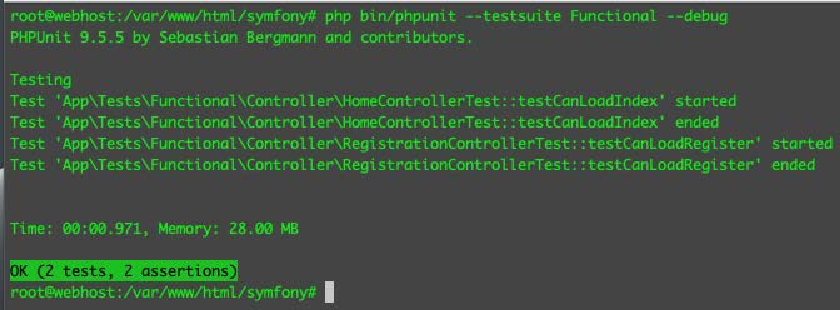 root@webhost:/var/www/html/symfony# php bin/phpunit --testsuite Functional --debug
PHPUnit 9.5.5 by Sebastian Bergmann and contributors.
Testing
Test 'App\Tests\Functional\Controller\HomeControllerTest::testCanLoadIndex' started
Test 'App\Tests\Functional\Controller\HomeControllerTest::testCanLoadIndex' ended
Test 'App\Tests\Functional\Controller\RegistrationControllerTest::testCanLoadRegister' started
Test 'App\Tests\Functional\Controller\RegistrationControllerTest::testCanLoadRegister' ended
Time: 00:00.971, Memory: 28.00 MB
OK (2 tests, 2 assertions)
root@webhost:/var/www/html/symfony#